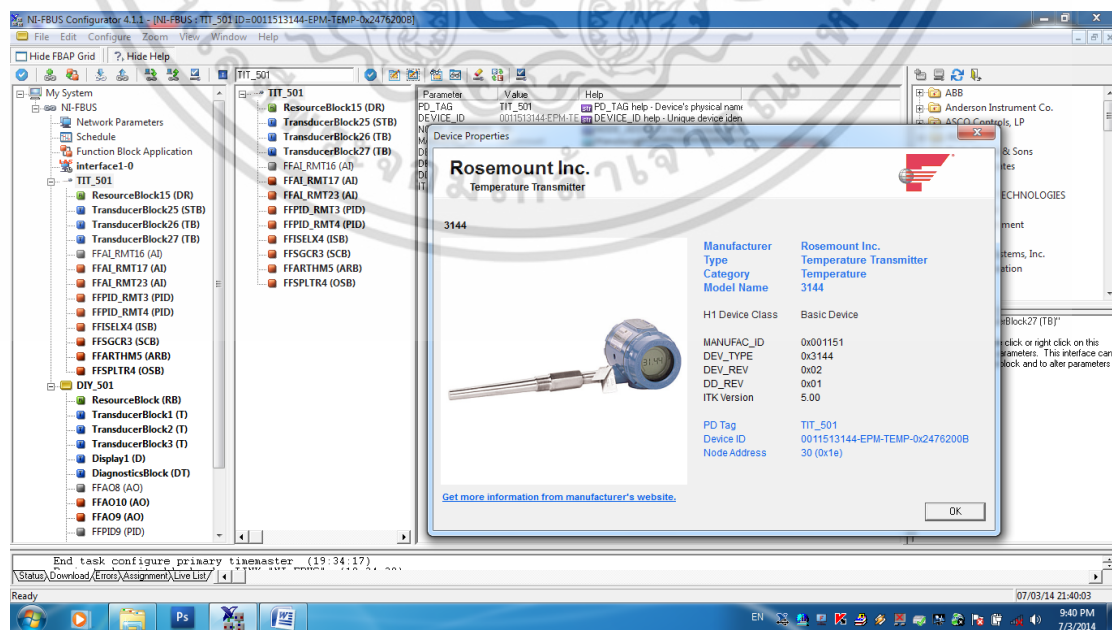 NI-FBUS Configurator 4.1.1 - [NI-FBUS : TIT_501 ID=0011513144-EPM-TEMP-0x2476200B]
File Edit Configure Zoom View Window Help
Hide FBAP Grid ?, Hide Help
TIT_501
My System
NI-FBUS
Network Parameters
Schedule
Function Block Application
interface1-0
TIT_501
ResourceBlock15 (DR)
TransducerBlock25 (STB)
TransducerBlock26 (TB)
TransducerBlock27 (TB)
FFAI_RMT16 (AI)
FFAI_RMT17 (AI)
FFAI_RMT23 (AI)
FFPID_RMT3 (PID)
FFPID_RMT4 (PID)
FFISELX4 (ISB)
FFSGCR3 (SCB)
FFARTHM5 (ARB)
FFSPLTR4 (OSB)
DIY_501
ResourceBlock (RB)
TransducerBlock1 (T)
TransducerBlock2 (T)
TransducerBlock3 (T)
Display1 (D)
DiagnosticsBlock (DT)
FFAO8 (AO)
FFAO10 (AO)
FFAO9 (AO)
FFPID9 (PID)
TIT_501
ResourceBlock15 (DR)
TransducerBlock25 (STB)
TransducerBlock26 (TB)
TransducerBlock27 (TB)
FFAI_RMT16 (AI)
FFAI_RMT17 (AI)
FFAI_RMT23 (AI)
FFPID_RMT3 (PID)
FFPID_RMT4 (PID)
FFISELX4 (ISB)
FFSGCR3 (SCB)
FFARTHM5 (ARB)
FFSPLTR4 (OSB)
Parameter Value Help
PD_TAG TIT_501 PD_TAG help - Device's physical name
DEVICE_ID 0011513144-EPM-TE DEVICE_ID help - Unique device iden
ABB
Anderson Instrument Co.
ASCO Controls, LP
& Sons
ECHNOLOGIES
ment
stems, Inc.
ation
Block27 (TB)"
click or right click on this
arameters. This interface can
block and to alter parameters
Device Properties
Rosemount Inc.
Temperature Transmitter
3144
Manufacturer Rosemount Inc.
Type Temperature Transmitter
Category Temperature
Model Name 3144
H1 Device Class Basic Device
MANUFAC_ID 0x001151
DEV_TYPE 0x3144
DEV_REV 0x02
DD_REV 0x01
ITK Version 5.00
PD Tag TIT_501
Device ID 0011513144-EPM-TEMP-0x2476200B
Node Address 30 (0x1e)
Get more information from manufacturer's website.
OK
End task configure primary timemaster (19:34:17)
Status Download Errors Assignment Live List
Ready
07/03/14 21:40:03
Ps
EN
9:40 PM
7/3/2014